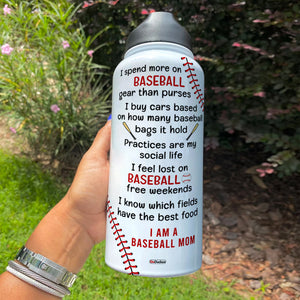 I spend more on
BASEBALL
gear than purses
I buy cars based
on how many baseball
bags it hold
Practices are my
social life
I feel lost on
BASEBALL
free weekends
I know which fields
have the best food
I AM A
BASEBALL MOM